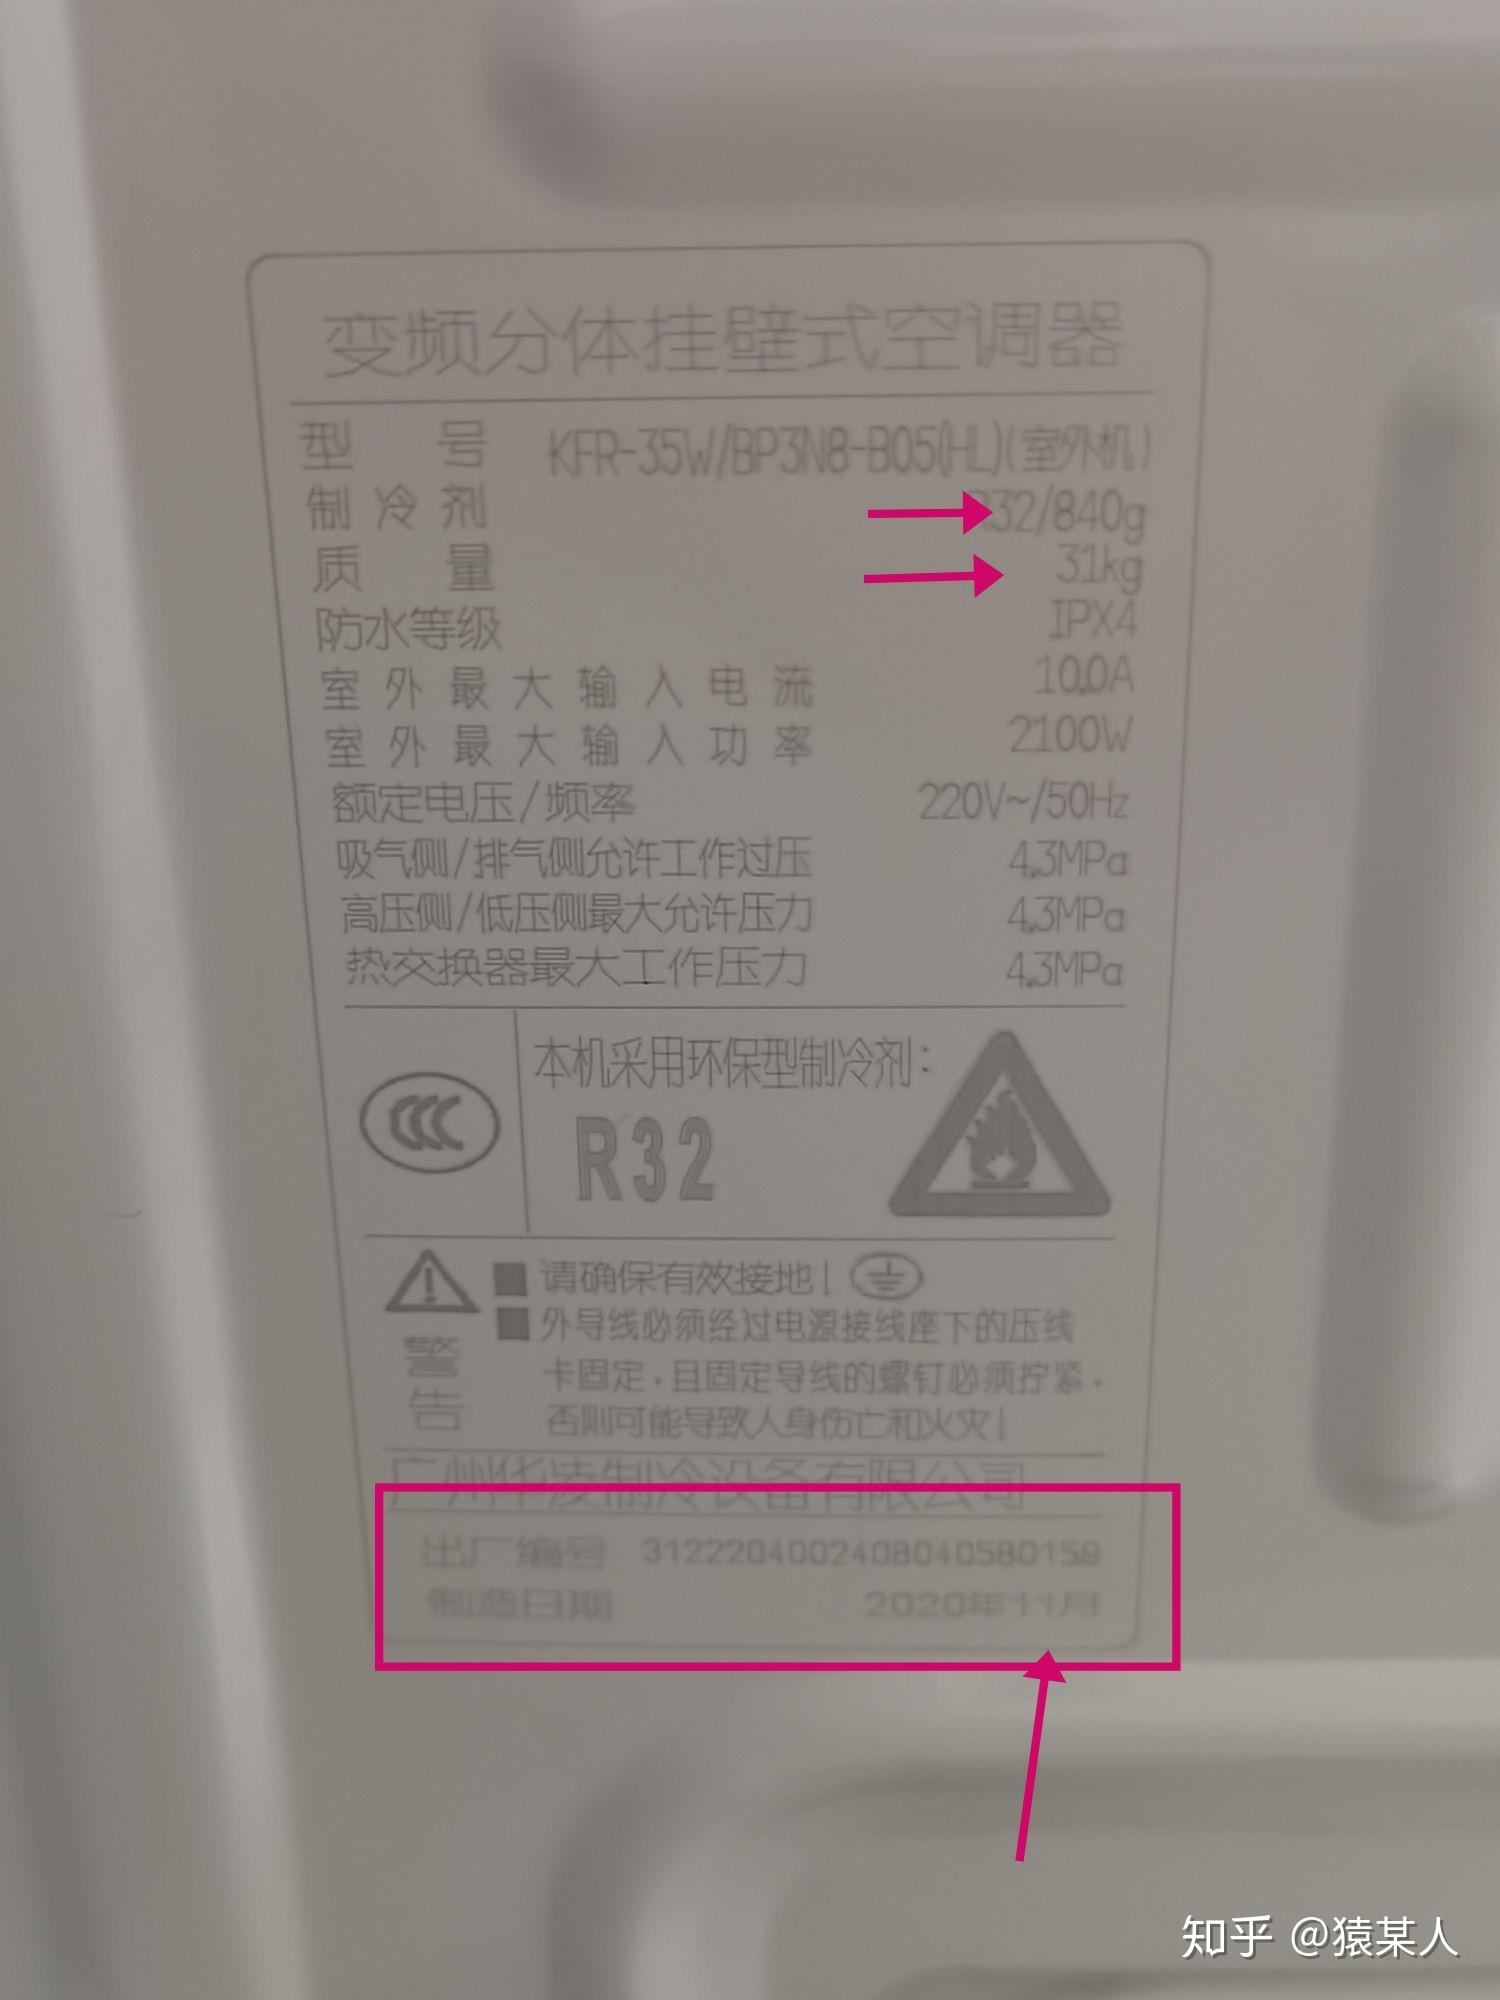 变频分体挂壁式空调器
型号 KFR-35W/BP3N8-B05(HL)(室外机)
制冷剂 R32/840g
质量 31kg
防水等级 IPX4
室外最大输入电流 10.0A
室外最大输入功率 2100W
额定电压/频率 220V~/50Hz
吸气侧/排气侧允许工作过压 4.3MPa
高压侧/低压侧最大允许压力 4.3MPa
热交换器最大工作压力 4.3MPa
本机采用环保型制冷剂:
R32
警告
■ 请确保有效接地!
■ 外导线必须经过电源接线座下的压线
卡固定,且固定导线的螺钉必须拧紧.
否则可能导致人身伤亡和火灾!
广州华凌制冷设备有限公司
出厂编号 312220400240B0405B0159
制造日期 2020年11月
知乎 @猿某人